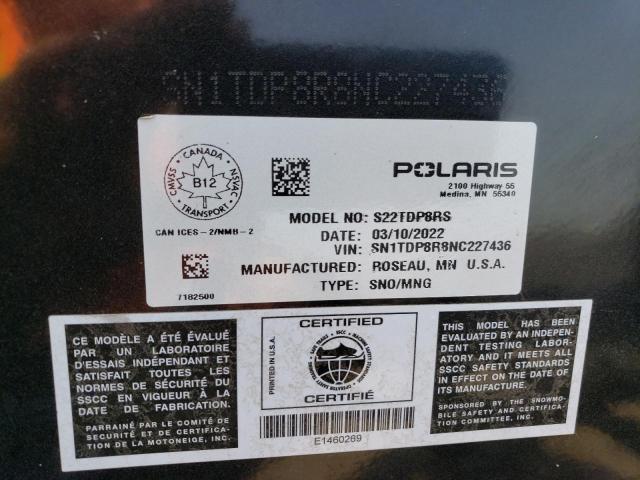 SN1TDP8R8NC227436
CANADA
CMVSS
NSVAC
B12
TRANSPORT
POLARIS
2100 Highway 55
Medina, MN 55340
CAN ICES-2/NMB-2
MODEL NO.: S22TDP8RS
DATE: 03/10/2022
VIN: SN1TDP8R8NC227436
MANUFACTURED: ROSEAU, MN U.S.A.
TYPE: SNO/MNG
7182500
CE MODÈLE A ÉTÉ ÉVALUÉ
PAR UN LABORATOIRE
D'ESSAIS INDÉPENDANT ET
SATISFAIT TOUTES LES
NORMES DE SÉCURITÉ DU
SSCC EN VIGUEUR À LA
DATE DE FABRICATION.
PARRAINÉ PAR LE COMITÉ DE
SÉCURITÉ ET DE CERTIFICATION
DE LA MOTONEIGE, INC.
PRINTED IN U.S.A.
CERTIFIED
SSCC
CERTIFIÉ
E1460269
THIS MODEL HAS BEEN
EVALUATED BY AN INDEPEN-
DENT TESTING LABOR-
ATORY AND IT MEETS ALL
SSCC SAFETY STANDARDS
IN EFFECT ON THE DATE OF
ITS MANUFACTURE.
SPONSORED BY THE SNOWMO-
BILE SAFETY AND CERTIFICA-
TION COMMITTEE, INC.